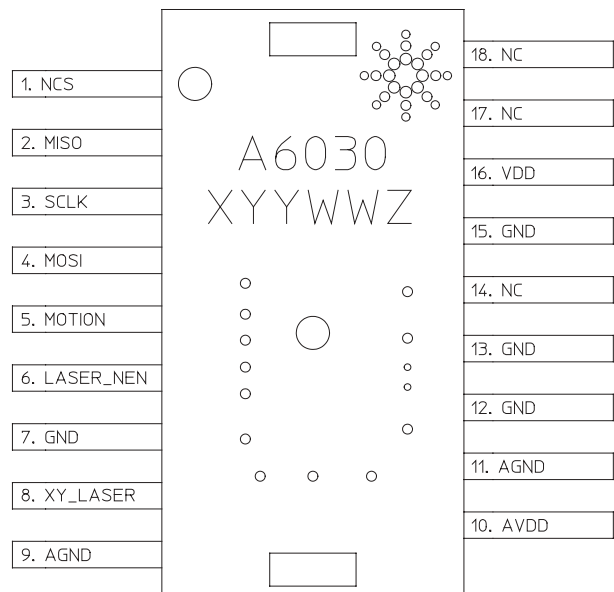 1. NCS
2. MISO
3. SCLK
4. MOSI
5. MOTION
6. LASER_NEN
7. GND
8. XY_LASER
9. AGND
A6030
XYYWWZ
18. NC
17. NC
16. VDD
15. GND
14. NC
13. GND
12. GND
11. AGND
10. AVDD